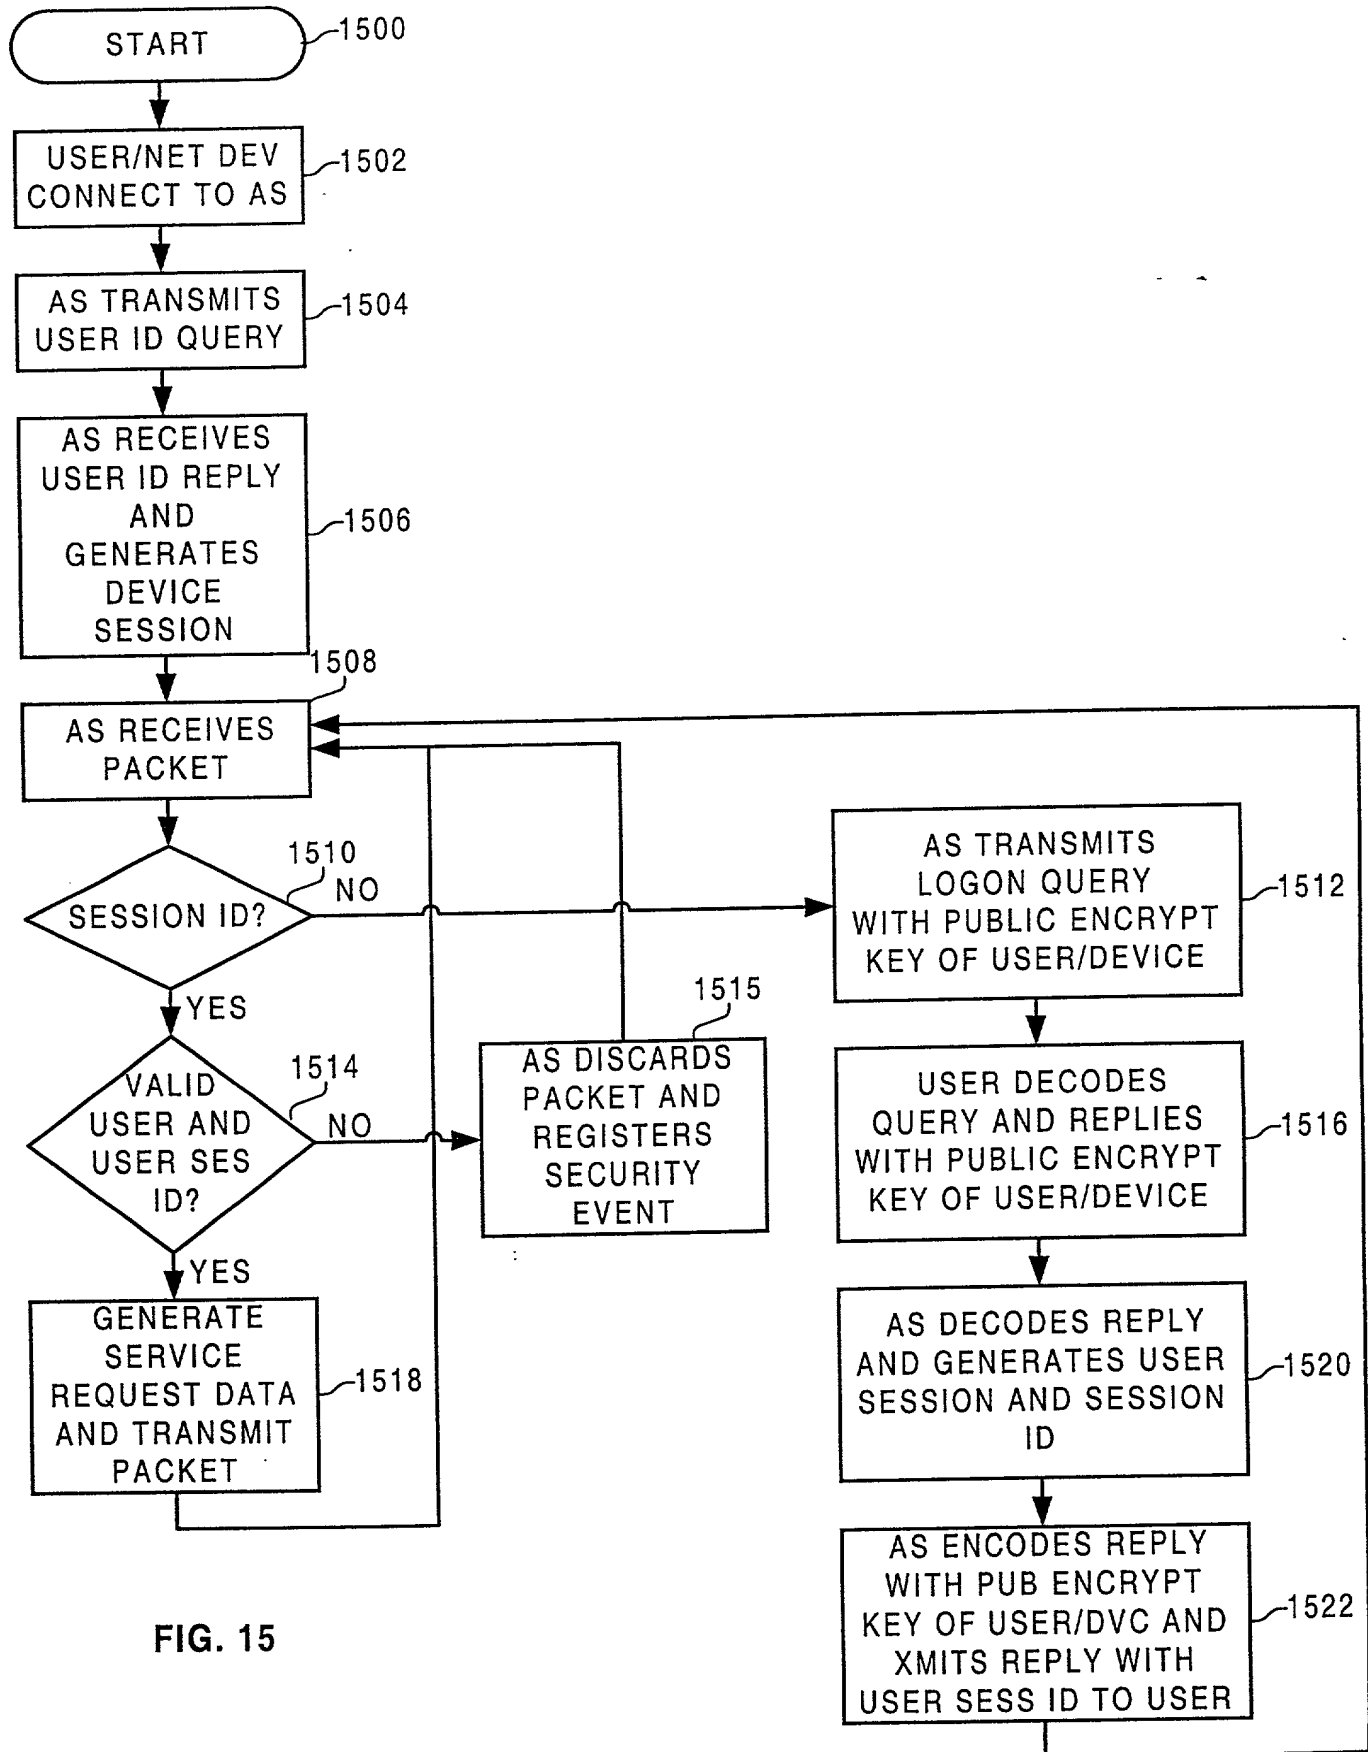 START
1500
USER/NET DEV
CONNECT TO AS
1502
AS TRANSMITS
USER ID QUERY
1504
AS RECEIVES
USER ID REPLY
AND
GENERATES
DEVICE
SESSION
1506
1508
AS RECEIVES
PACKET
1510
SESSION ID?
NO
YES
AS TRANSMITS
LOGON QUERY
WITH PUBLIC ENCRYPT
KEY OF USER/DEVICE
1512
1514
VALID
USER AND
USER SES
ID?
NO
YES
1515
AS DISCARDS
PACKET AND
REGISTERS
SECURITY
EVENT
USER DECODES
QUERY AND REPLIES
WITH PUBLIC ENCRYPT
KEY OF USER/DEVICE
1516
GENERATE
SERVICE
REQUEST DATA
AND TRANSMIT
PACKET
1518
AS DECODES REPLY
AND GENERATES USER
SESSION AND SESSION
ID
1520
AS ENCODES REPLY
WITH PUB ENCRYPT
KEY OF USER/DVC AND
XMITS REPLY WITH
USER SESS ID TO USER
1522
FIG. 15